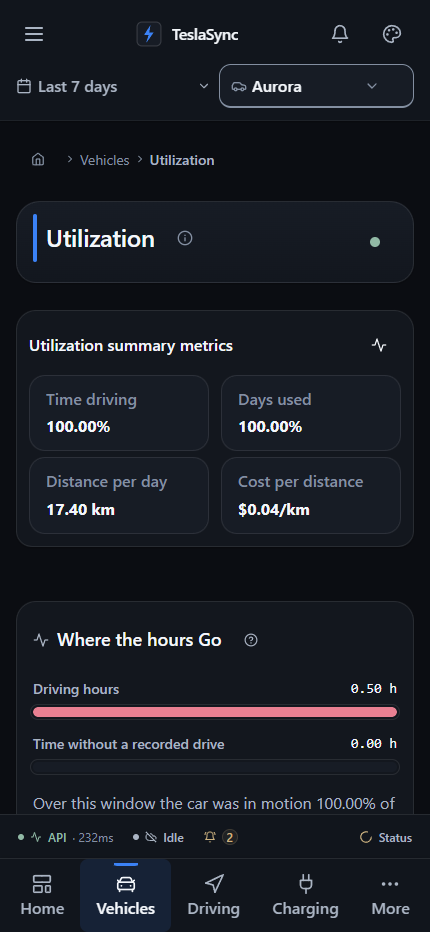 TeslaSync
Last 7 days
Aurora
Vehicles
Utilization
Utilization
Utilization summary metrics
Time driving
100.00%
Days used
100.00%
Distance per day
17.40 km
Cost per distance
$0.04/km
Where the hours Go
Driving hours
0.50 h
Time without a recorded drive
0.00 h
Over this window the car was in motion 100.00% of
API · 232ms
Idle
2
Status
Home
Vehicles
Driving
Charging
More